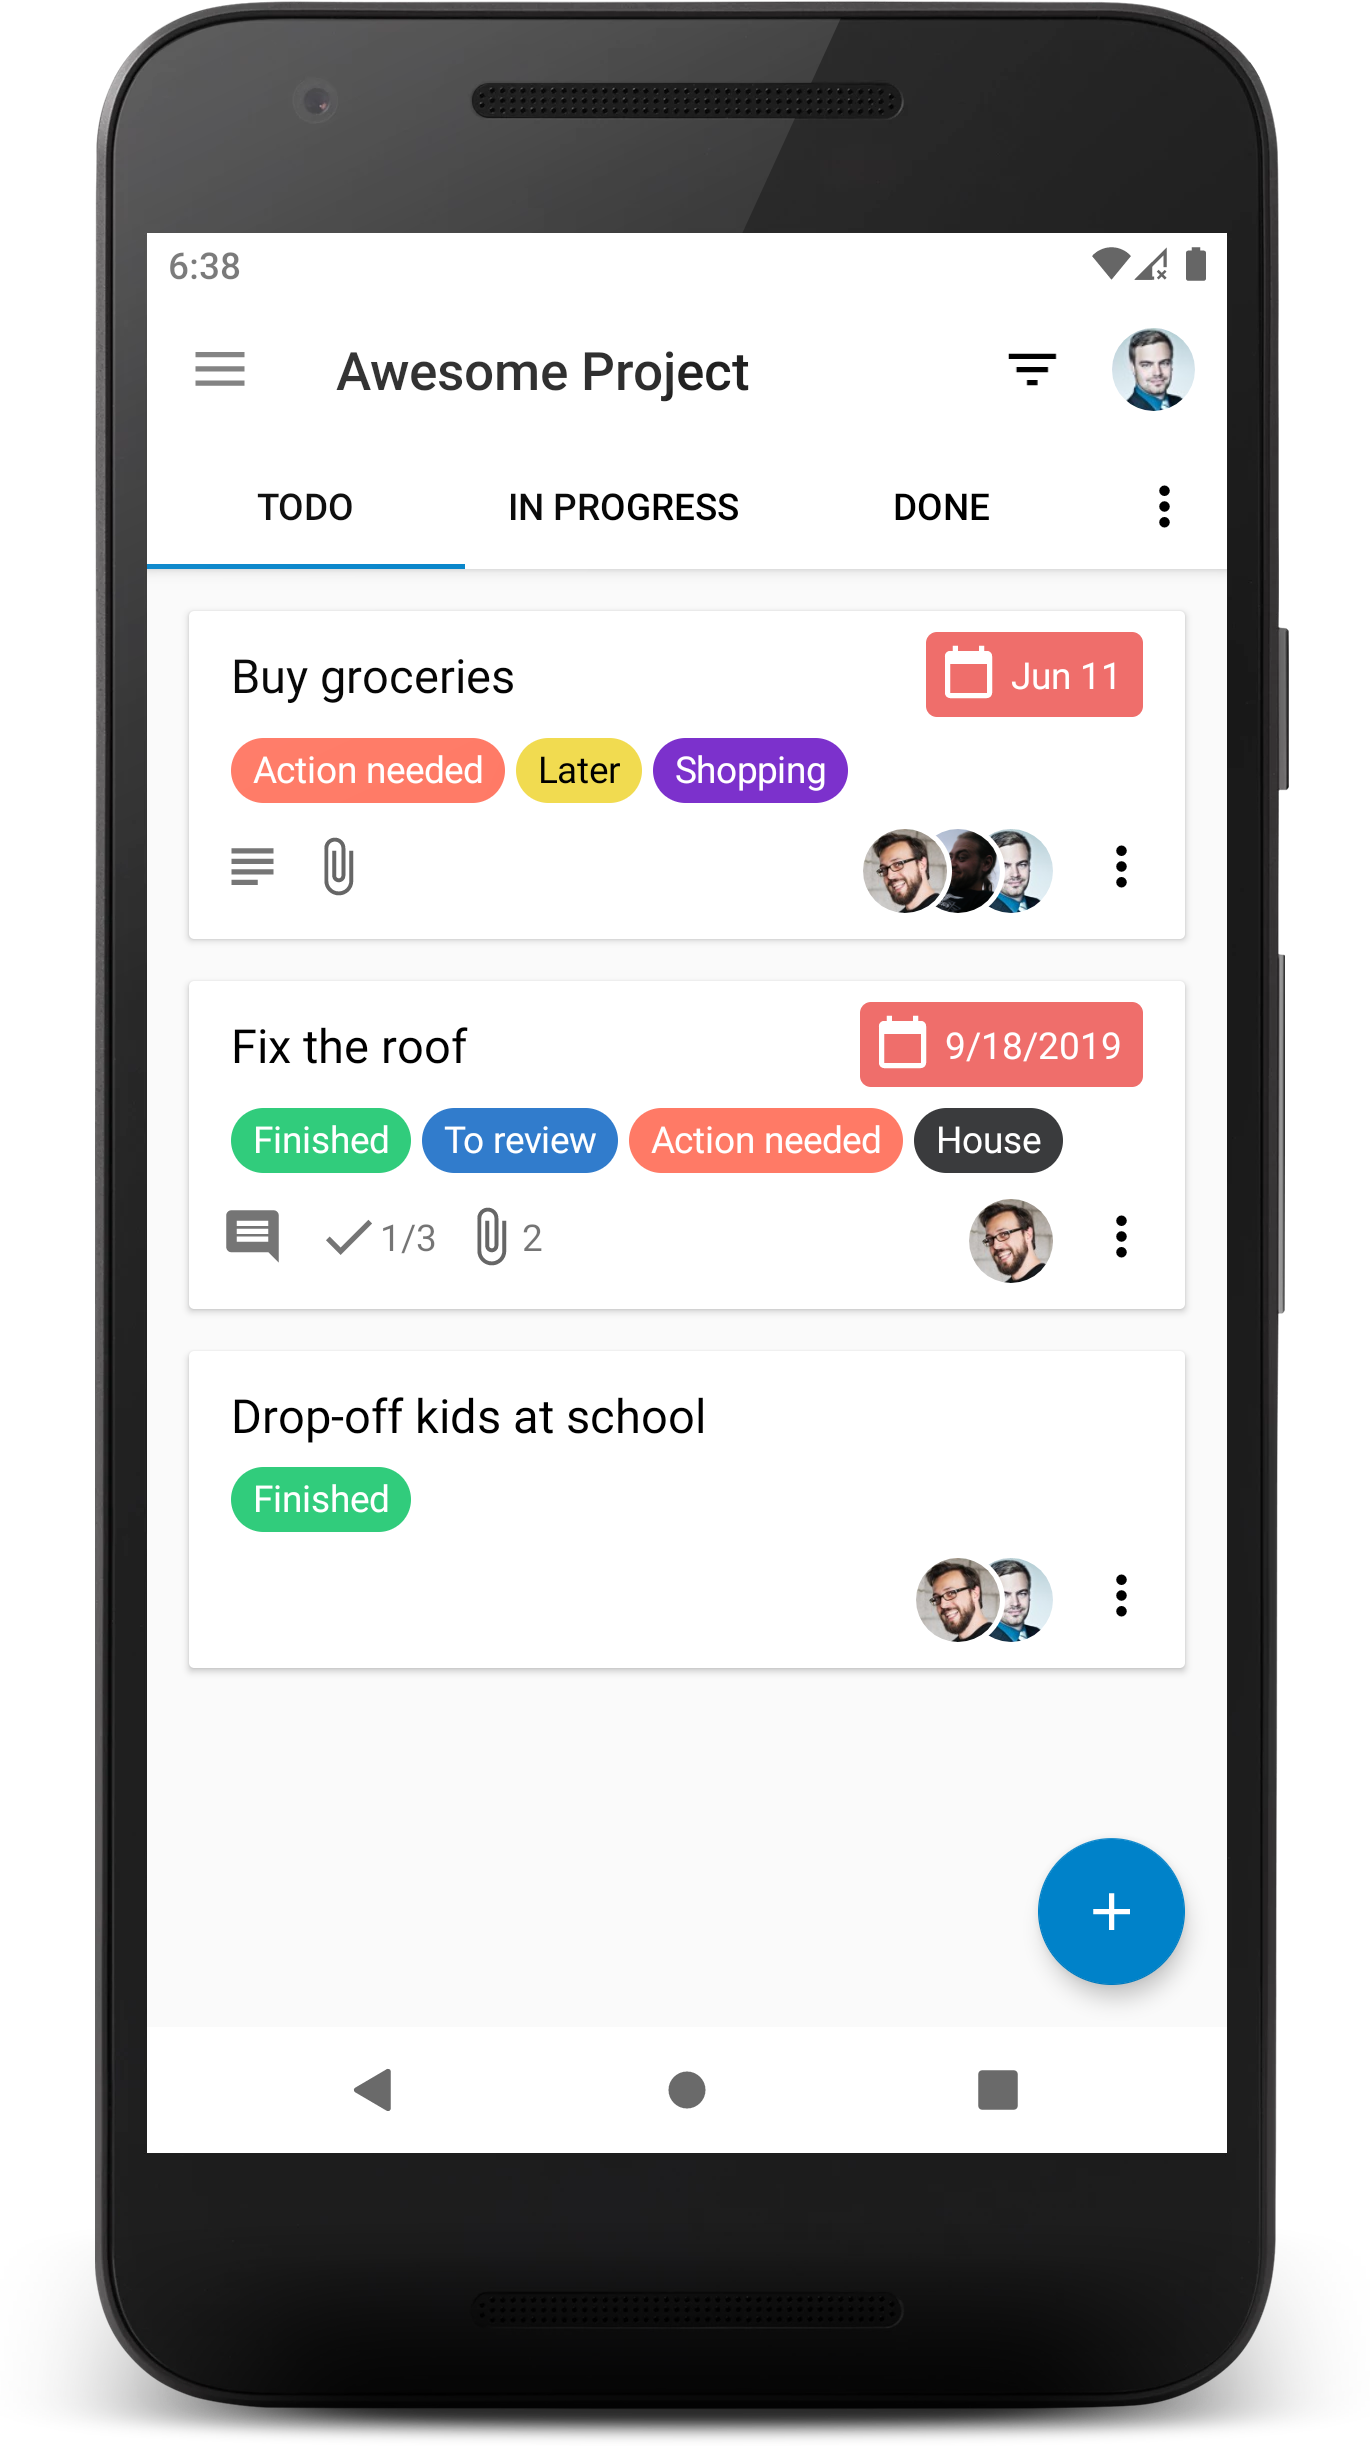 6:38
Awesome Project
TODO IN PROGRESS DONE
Buy groceries Jun 11
Action needed Later Shopping
Fix the roof 9/18/2019
Finished To review Action needed House
1/3 2
Drop-off kids at school
Finished